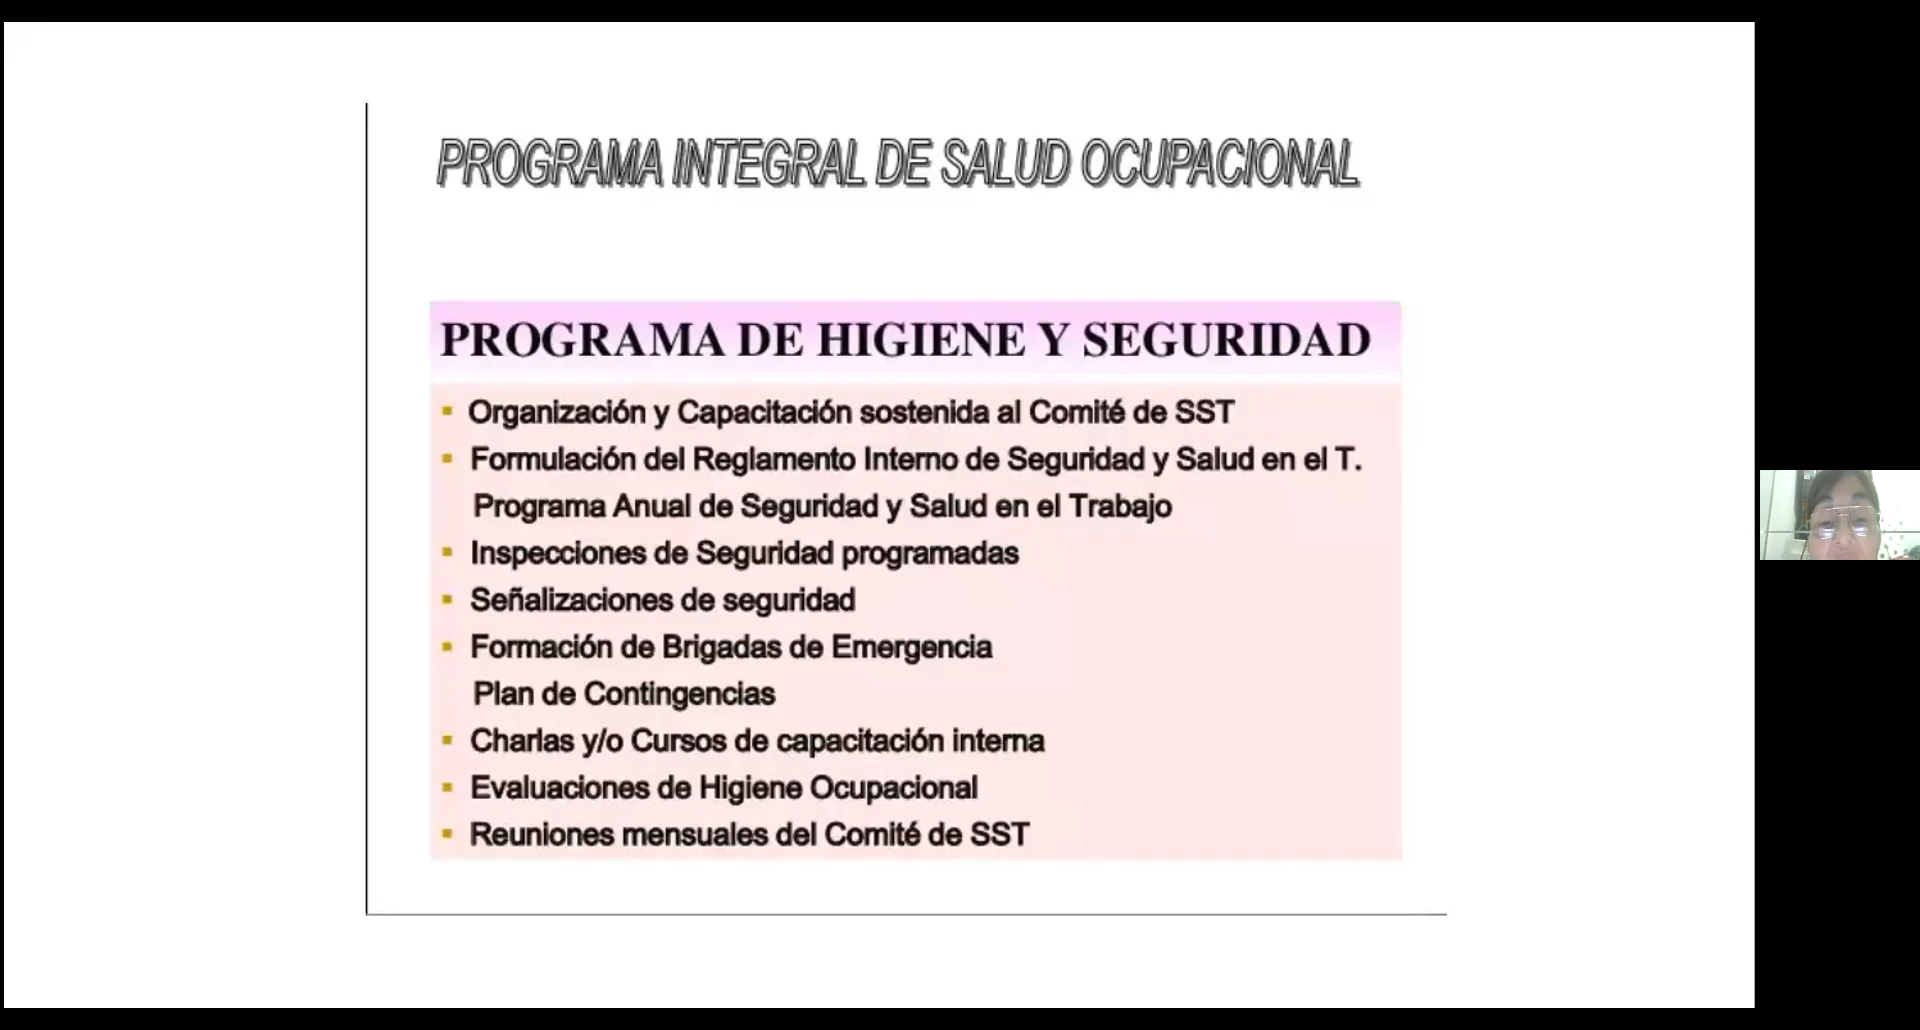 PROGRAMA INTEGRAL DE SALUD OCUPACIONAL
PROGRAMA DE HIGIENE Y SEGURIDAD
▪ Organización y Capacitación sostenida al Comité de SST
▪ Formulación del Reglamento Interno de Seguridad y Salud en el T.
Programa Anual de Seguridad y Salud en el Trabajo
▪ Inspecciones de Seguridad programadas
▪ Señalizaciones de seguridad
▪ Formación de Brigadas de Emergencia
Plan de Contingencias
▪ Charlas y/o Cursos de capacitación interna
▪ Evaluaciones de Higiene Ocupacional
▪ Reuniones mensuales del Comité de SST